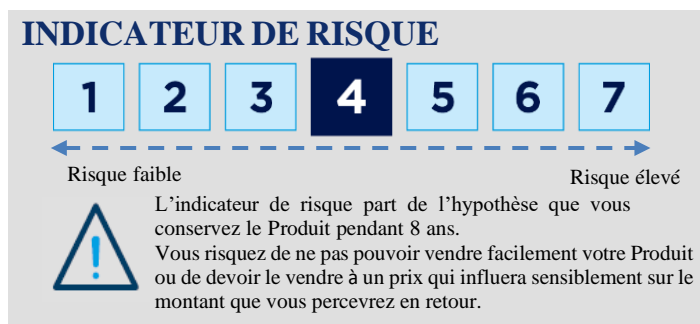 INDICATEUR DE RISQUE
1 2 3 4 5 6 7
Risque faible
Risque élevé
L'indicateur de risque part de l'hypothèse que vous
conservez le Produit pendant 8 ans.
Vous risquez de ne pas pouvoir vendre facilement votre Produit
ou de devoir le vendre à un prix qui influera sensiblement sur le
montant que vous percevrez en retour.